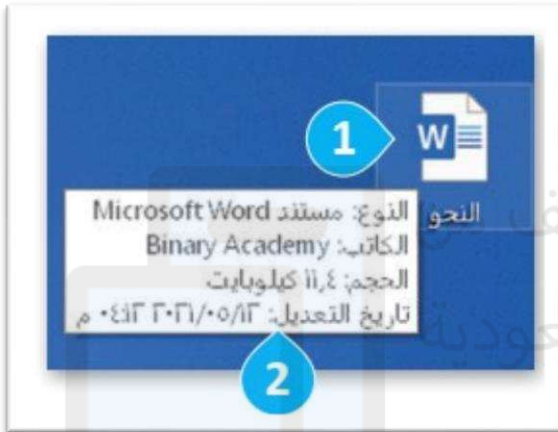 1
W
النحو
النوع: مستند Microsoft Word
الكاتب: Binary Academy
الحجم: ١١,٤ كيلوبايت
تاريخ التعديل: ٢٠٢١/٠٥/١٣ ٠٤:١٣ م
2